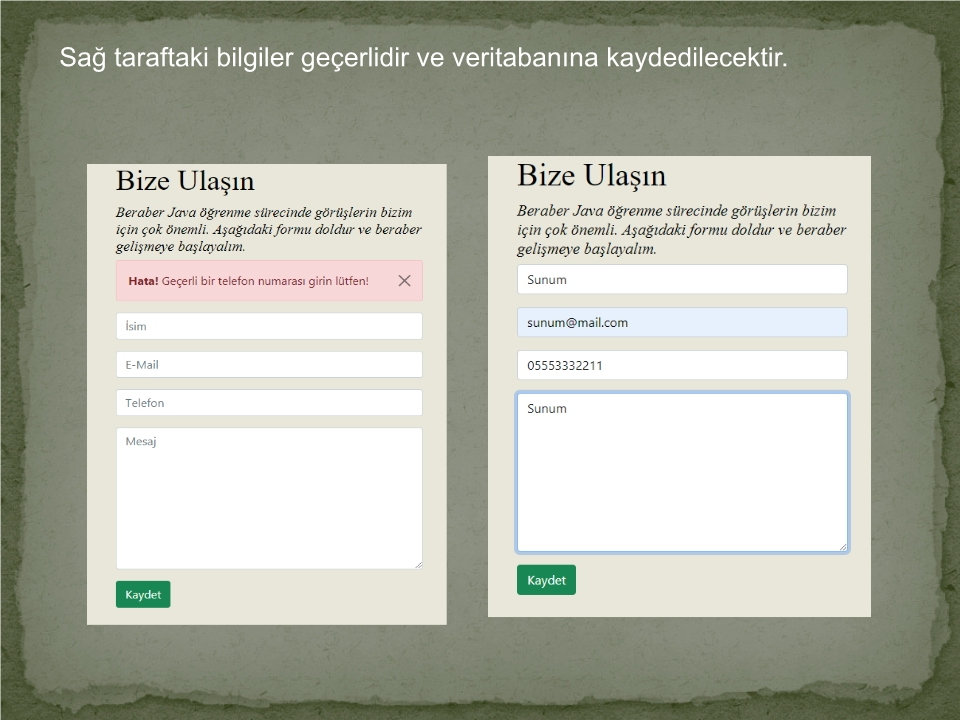 Sağ taraftaki bilgiler geçerlidir ve veritabanına kaydedilecektir.
Bize Ulaşın
Beraber Java öğrenme sürecinde görüşlerin bizim
için çok önemli. Aşağıdaki formu doldur ve beraber
gelişmeye başlayalım.
Hata! Geçerli bir telefon numarası girin lütfen!
İsim
E-Mail
Telefon
Mesaj
Kaydet
Bize Ulaşın
Beraber Java öğrenme sürecinde görüşlerin bizim
için çok önemli. Aşağıdaki formu doldur ve beraber
gelişmeye başlayalım.
Sunum
sunum@mail.com
05553332211
Sunum
Kaydet